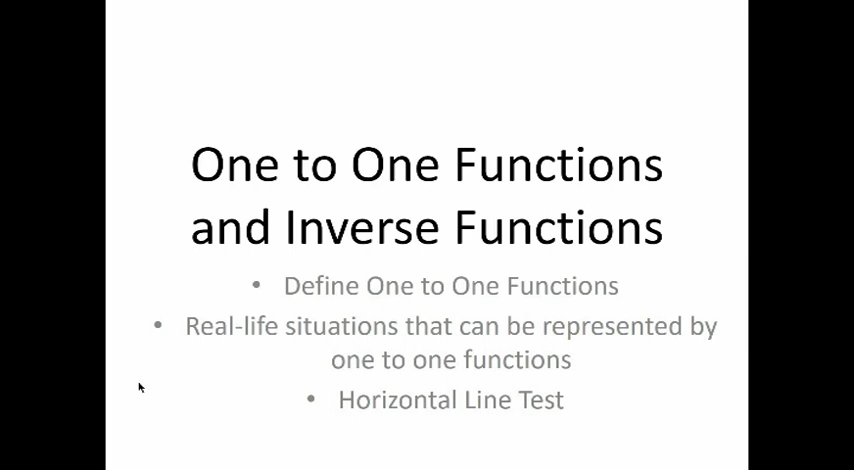 One to One Functions
and Inverse Functions
• Define One to One Functions
• Real-life situations that can be represented by
one to one functions
• Horizontal Line Test